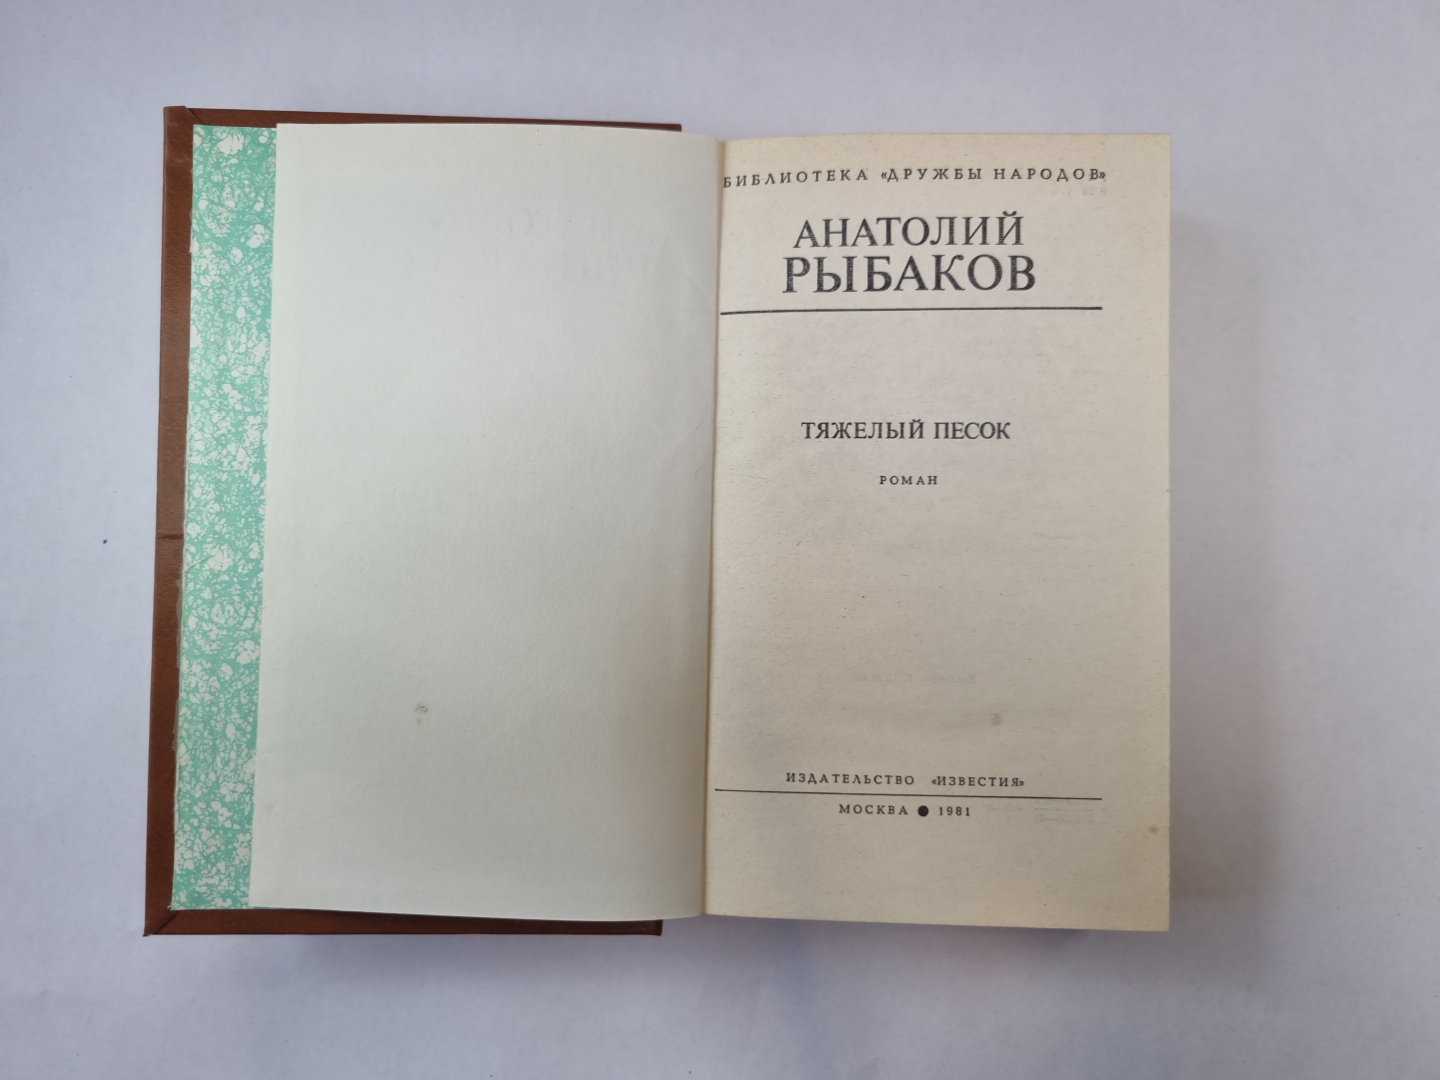 БИБЛИОТЕКА «ДРУЖБЫ НАРОДОВ»
АНАТОЛИЙ
РЫБАКОВ
ТЯЖЕЛЫЙ ПЕСОК
РОМАН
ИЗДАТЕЛЬСТВО «ИЗВЕСТИЯ»
МОСКВА ● 1981